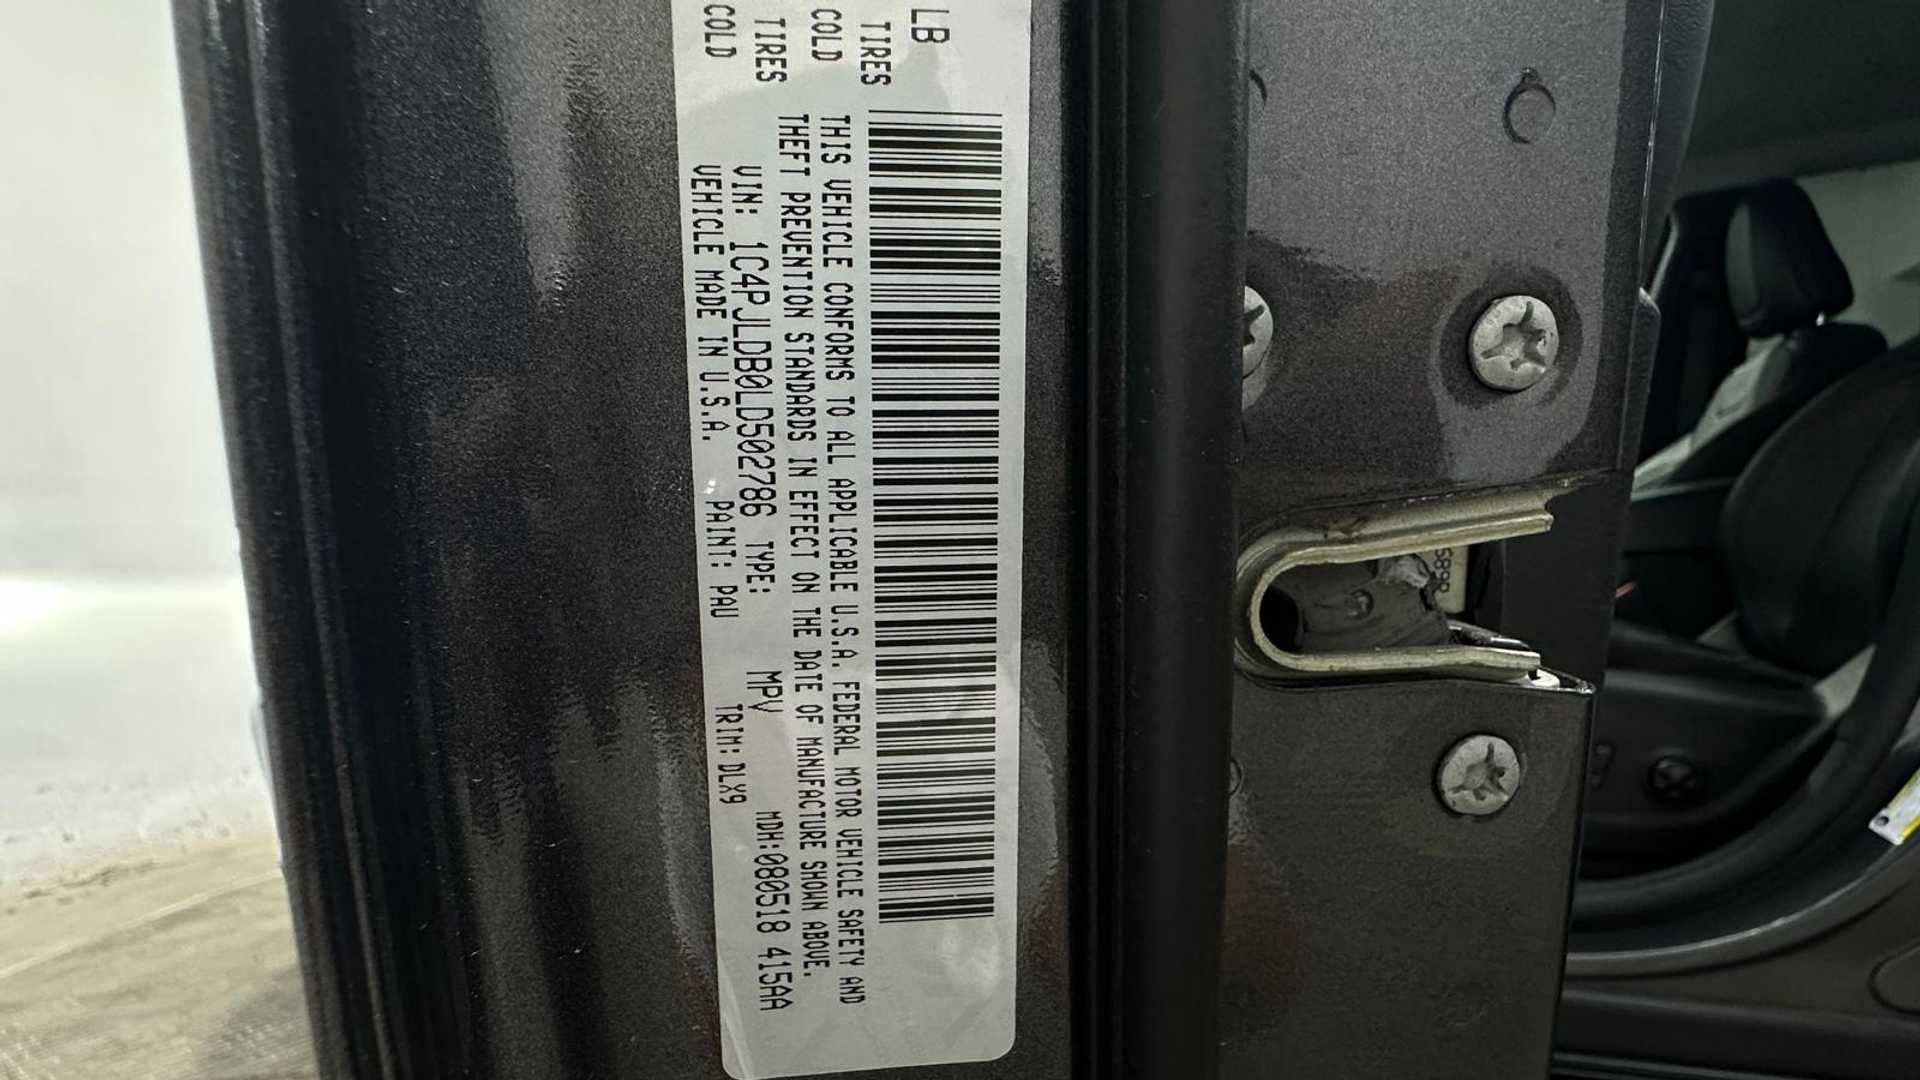 LB
TIRES COLD
TIRES COLD
THIS VEHICLE CONFORMS TO ALL APPLICABLE U.S.A. FEDERAL MOTOR VEHICLE SAFETY AND
THEFT PREVENTION STANDARDS IN EFFECT ON THE DATE OF MANUFACTURE SHOWN ABOVE.
VIN: 1C4PJLDB0LD502786 TYPE: MPV MDH:080518 415AA
VEHICLE MADE IN U.S.A. PAINT: PAU TRIM: DLX9